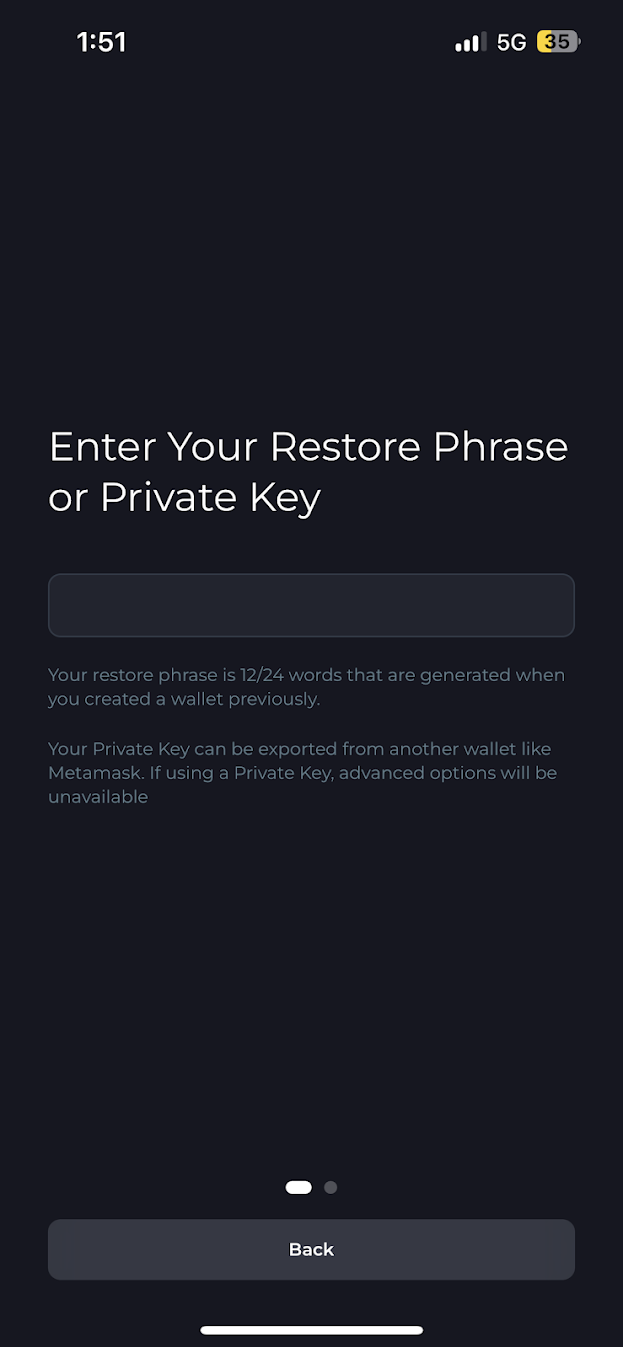 1:51 5G 35
Enter Your Restore Phrase
or Private Key
Your restore phrase is 12/24 words that are generated when
you created a wallet previously.
Your Private Key can be exported from another wallet like
Metamask. If using a Private Key, advanced options will be
unavailable
Back